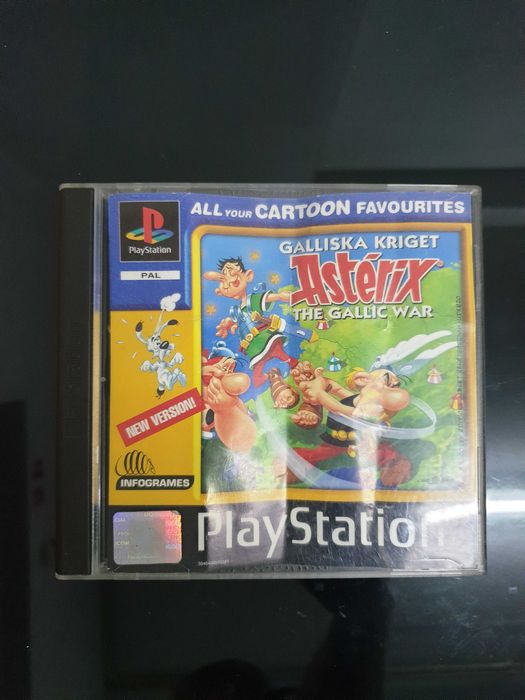 ALL YOUR CARTOON FAVOURITES
PlayStation
PAL
GALLISKA KRIGET
Astérix
THE GALLIC WAR
NEW VERSION!
INFOGRAMES
PlayStation